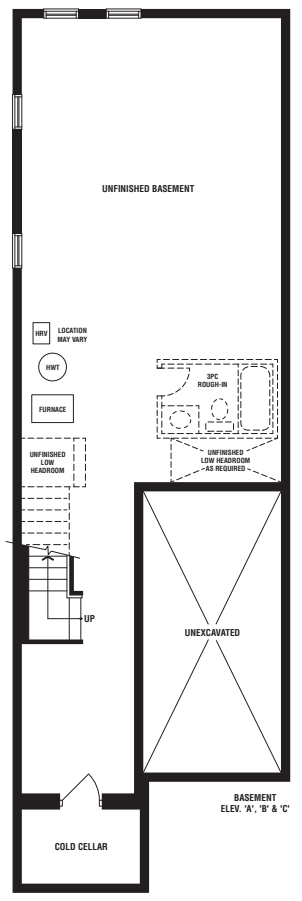 UNFINISHED BASEMENT
HRV
LOCATION
MAY VARY
HWT
3PC
ROUGH-IN
FURNACE
UNFINISHED
LOW
HEADROOM
UNFINISHED
LOW HEADROOM
AS REQUIRED
UP
UNEXCAVATED
BASEMENT
ELEV. 'A', 'B' & 'C'
COLD CELLAR